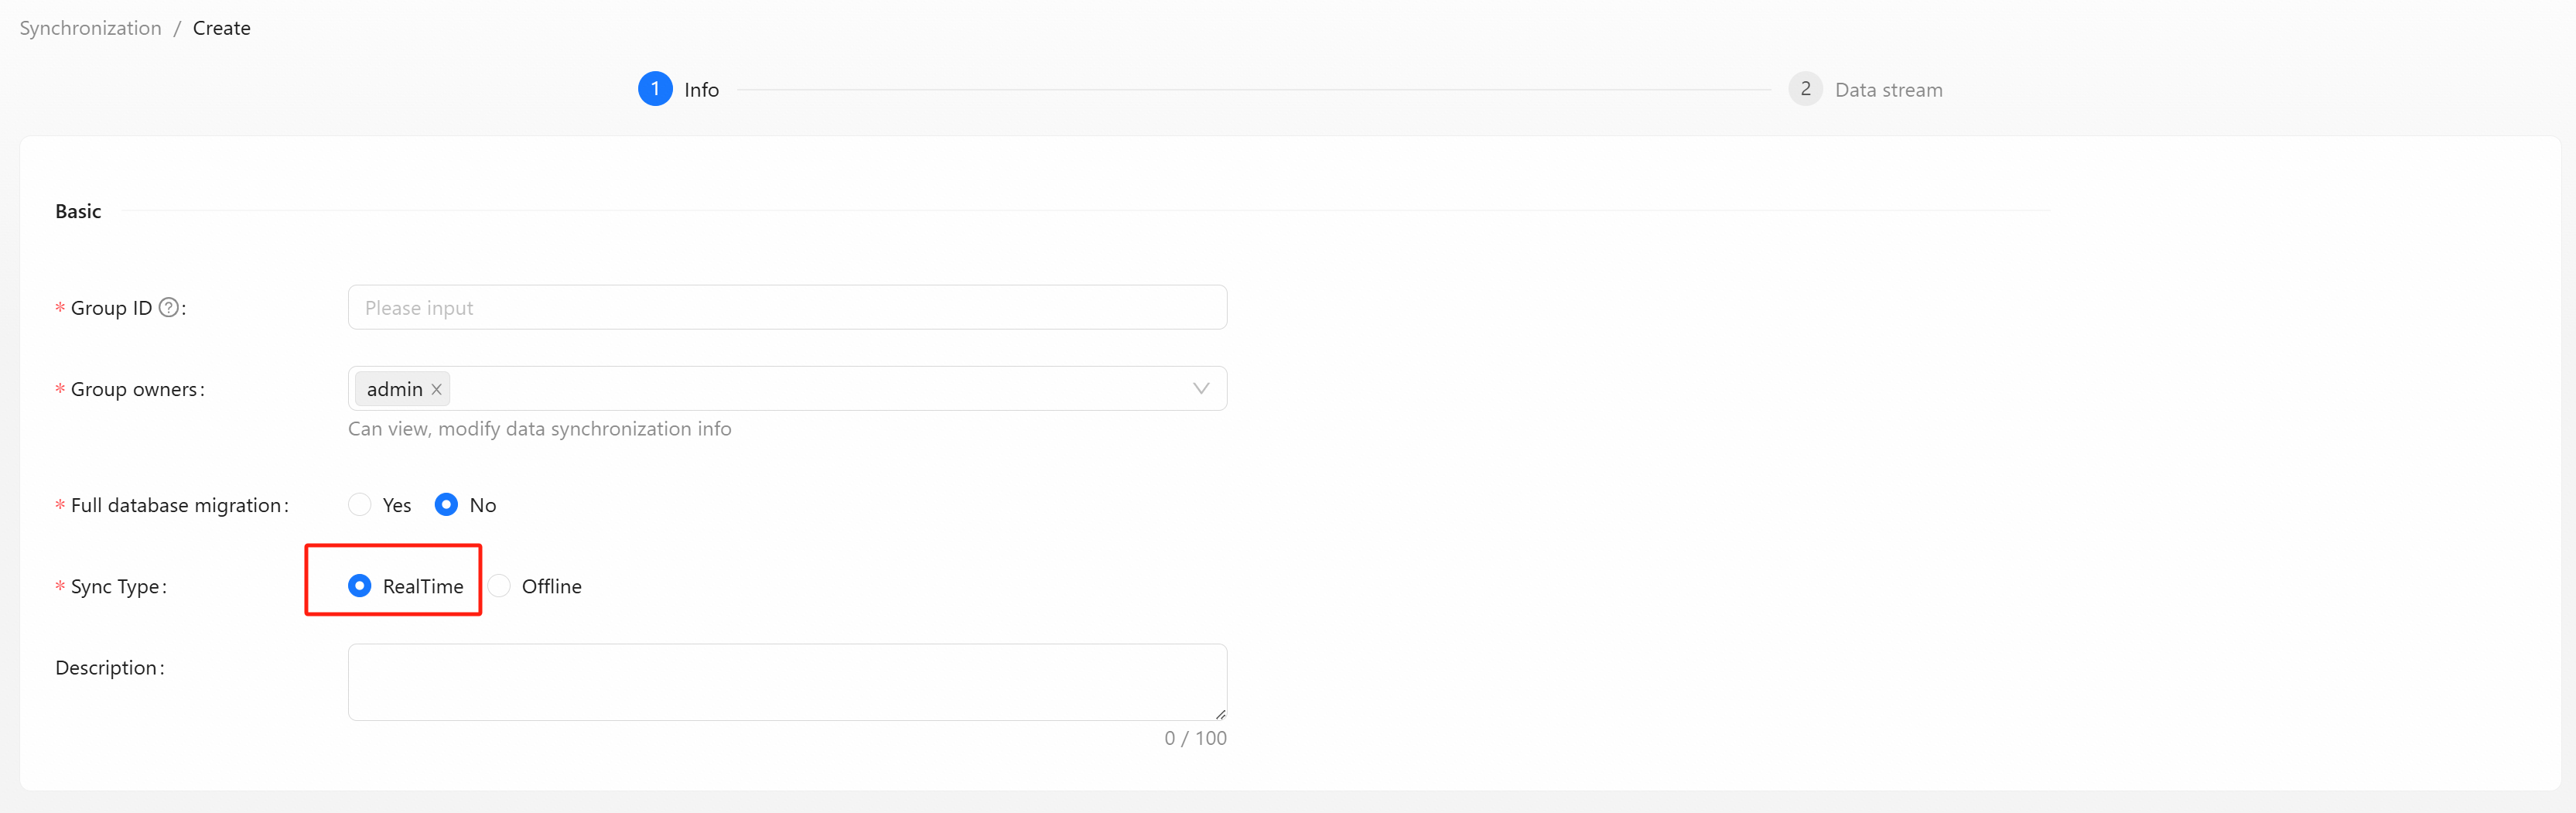 Synchronization / Create
1 Info 2 Data stream
Basic
* Group ID ? :
Please input
* Group owners :
admin ×
Can view, modify data synchronization info
* Full database migration : Yes No
* Sync Type : RealTime Offline
Description :
0 / 100